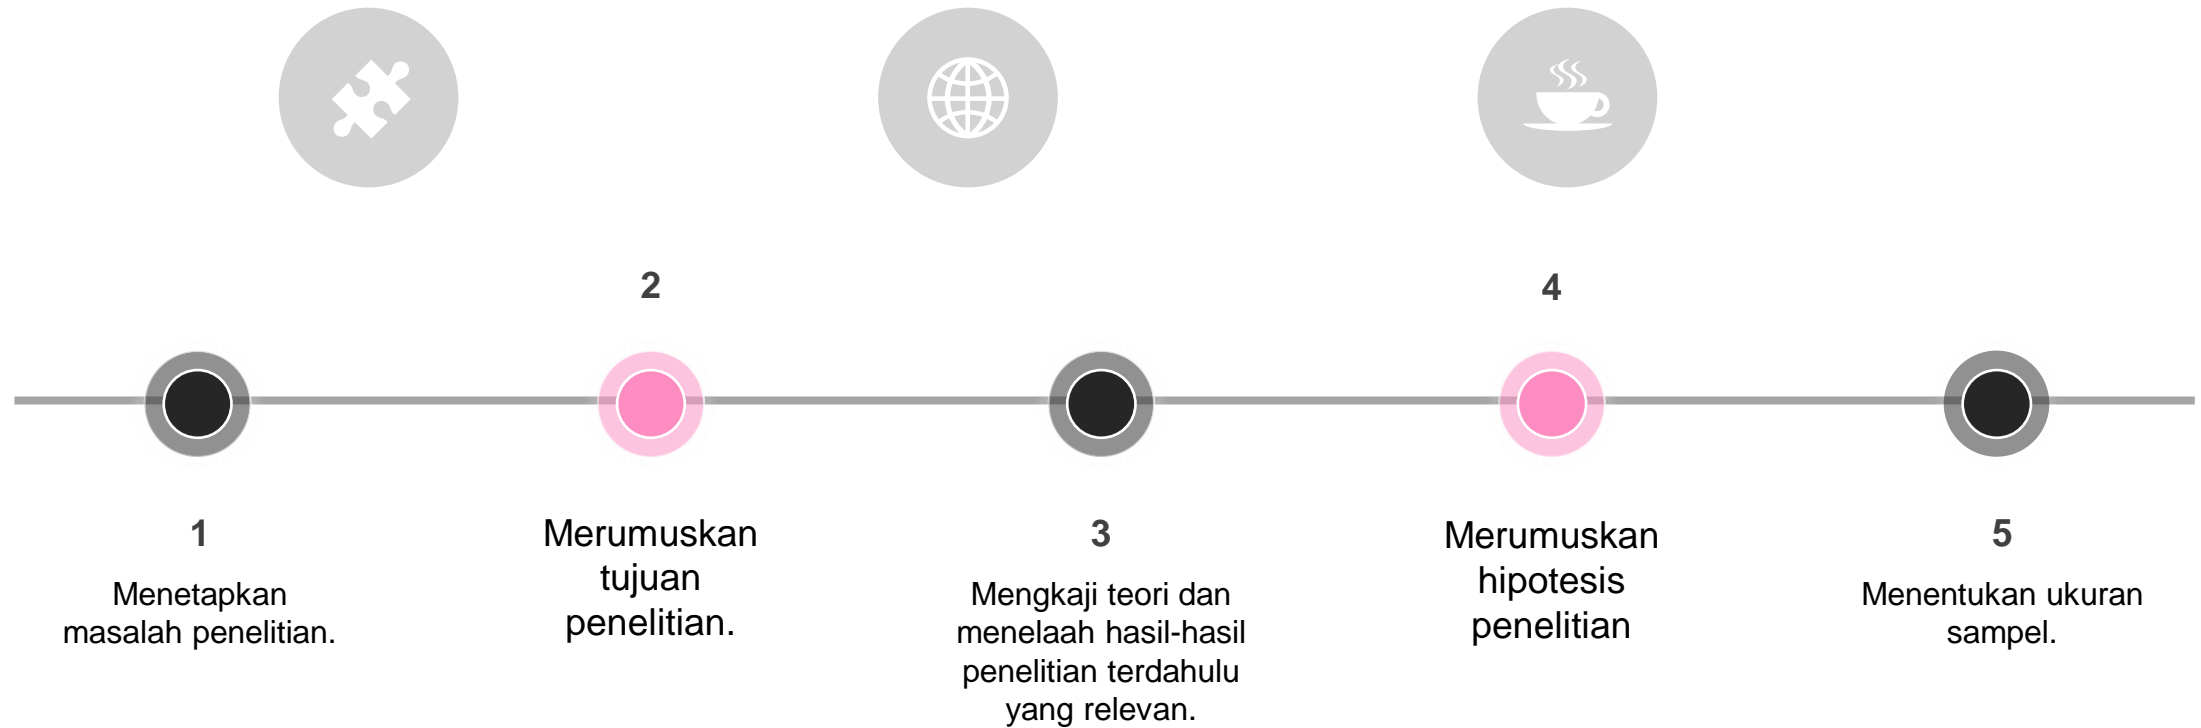 1
Menetapkan
masalah penelitian.
2
Merumuskan
tujuan
penelitian.
3
Mengkaji teori dan
menelaah hasil-hasil
penelitian terdahulu
yang relevan.
4
Merumuskan
hipotesis
penelitian
5
Menentukan ukuran
sampel.